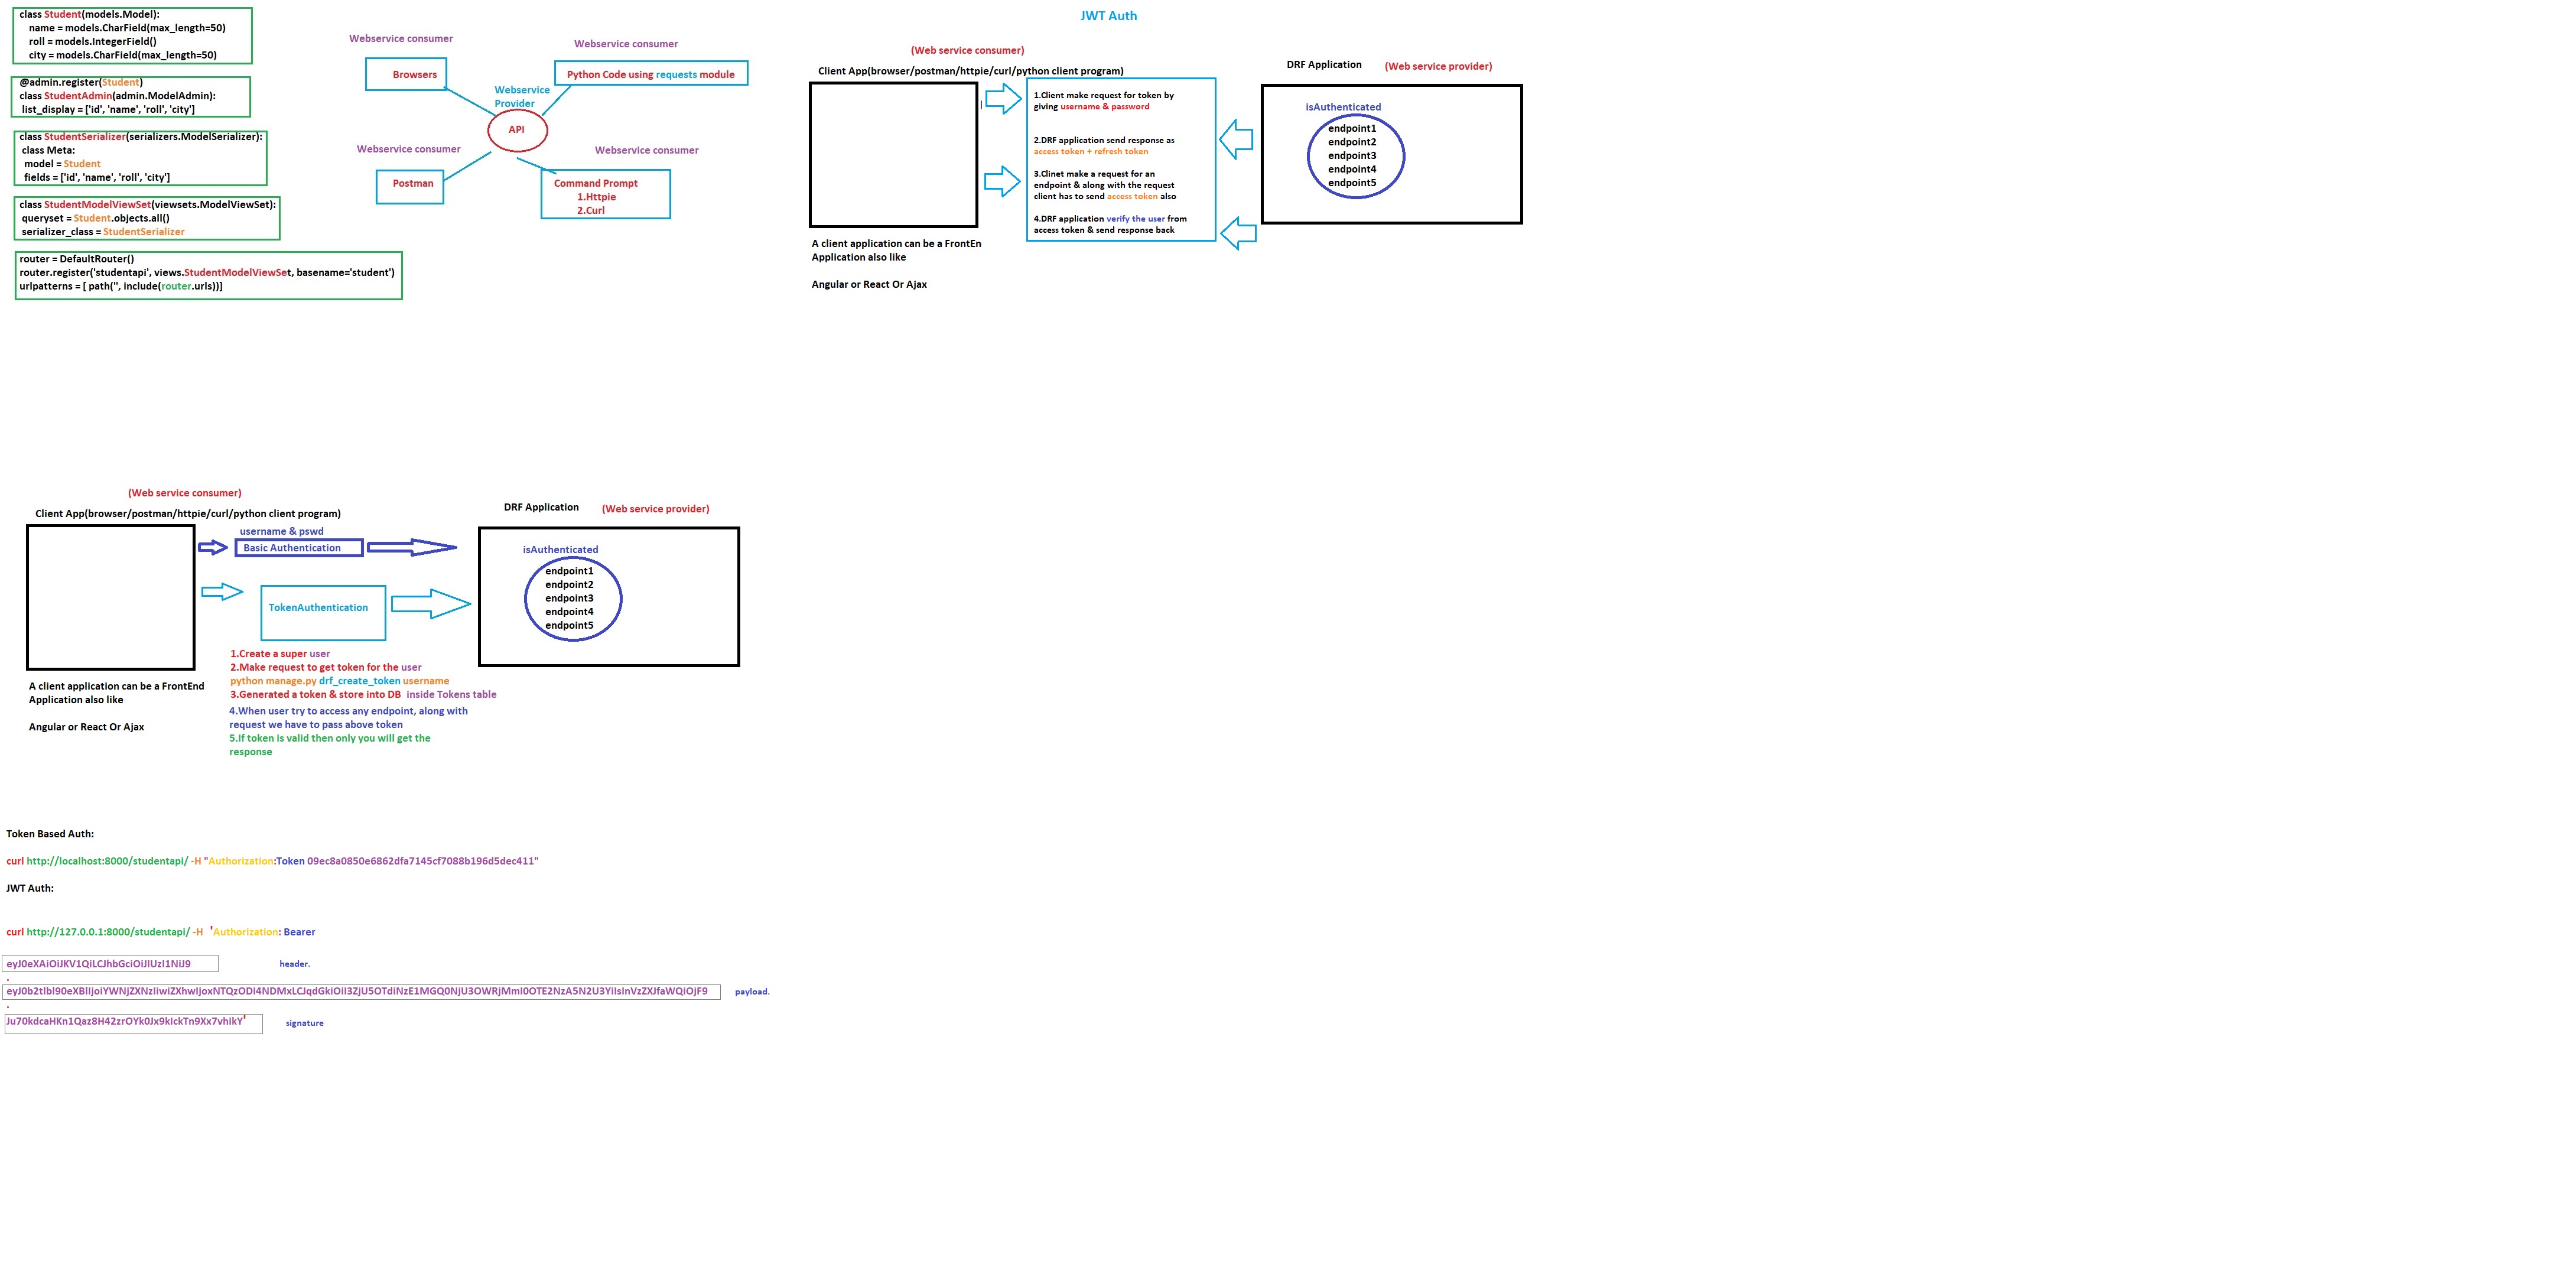 class Student(models.Model):
name = models.CharField(max_length=50)
roll = models.IntegerField()
city = models.CharField(max_length=50)
@admin.register(Student)
class StudentAdmin(admin.ModelAdmin):
list_display = ['id', 'name', 'roll', 'city']
class StudentSerializer(serializers.ModelSerializer):
class Meta:
model = Student
fields = ['id', 'name', 'roll', 'city']
class StudentModelViewSet(viewsets.ModelViewSet):
queryset = Student.objects.all()
serializer_class = StudentSerializer
router = DefaultRouter()
router.register('studentapi', views.StudentModelViewSet, basename='student')
urlpatterns = [ path('', include(router.urls))]
Webservice consumer
Browsers
Webservice consumer
Python Code using requests module
Webservice
Provider
API
Webservice consumer
Postman
Webservice consumer
Command Prompt
1.Httpie
2.Curl
JWT Auth
(Web service consumer)
Client App(browser/postman/httpie/curl/python client program)
1.Client make request for token by
giving username & password
2.DRF application send response as
access token + refresh token
3.Clinet make a request for an
endpoint & along with the request
client has to send access token also
4.DRF application verify the user from
access token & send response back
DRF Application (Web service provider)
isAuthenticated
endpoint1
endpoint2
endpoint3
endpoint4
endpoint5
A client application can be a FrontEn
Application also like
Angular or React Or Ajax
(Web service consumer)
Client App(browser/postman/httpie/curl/python client program)
username & pswd
Basic Authentication
TokenAuthentication
DRF Application (Web service provider)
isAuthenticated
endpoint1
endpoint2
endpoint3
endpoint4
endpoint5
1.Create a super user
2.Make request to get token for the user
python manage.py drf_create_token username
3.Generated a token & store into DB inside Tokens table
4.When user try to access any endpoint, along with
request we have to pass above token
5.If token is valid then only you will get the
response
A client application can be a FrontEnd
Application also like
Angular or React Or Ajax
Token Based Auth:
curl http://localhost:8000/studentapi/ -H "Authorization:Token 09ec8a0850e6862dfa7145cf7088b196d5dec411"
JWT Auth:
curl http://127.0.0.1:8000/studentapi/ -H 'Authorization: Bearer
eyJ0eXAiOiJKV1QiLCJhbGciOiJIUzI1NiJ9 header.
.
eyJ0b2tlbl90eXBlIjoiYWNjZXNzIiwiZXhwIjoxNTQzODI4NDMxLCJqdGkiOiI3ZjU5OTdiNzE1MGQ0NjU3OWRjMmI0OTE2NzA5N2U3YiIsInVzZXJfaWQiOjF9 payload.
.
Ju70kdcaHKn1Qaz8H42zrOYk0Jx9kIckTn9Xx7vhikY' signature